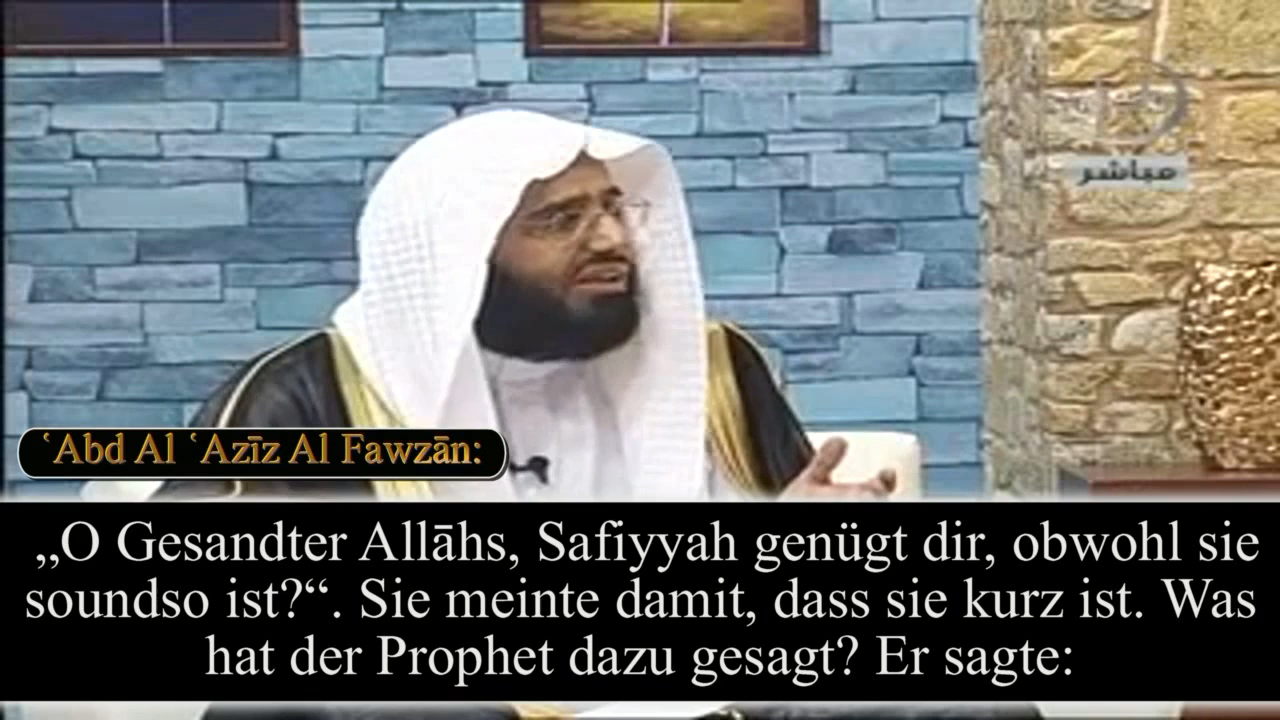 مباشر
ʿAbd Al ʿAzīz Al Fawzān:
„O Gesandter Allāhs, Safiyyah genügt dir, obwohl sie
soundso ist?“. Sie meinte damit, dass sie kurz ist. Was
hat der Prophet dazu gesagt? Er sagte: